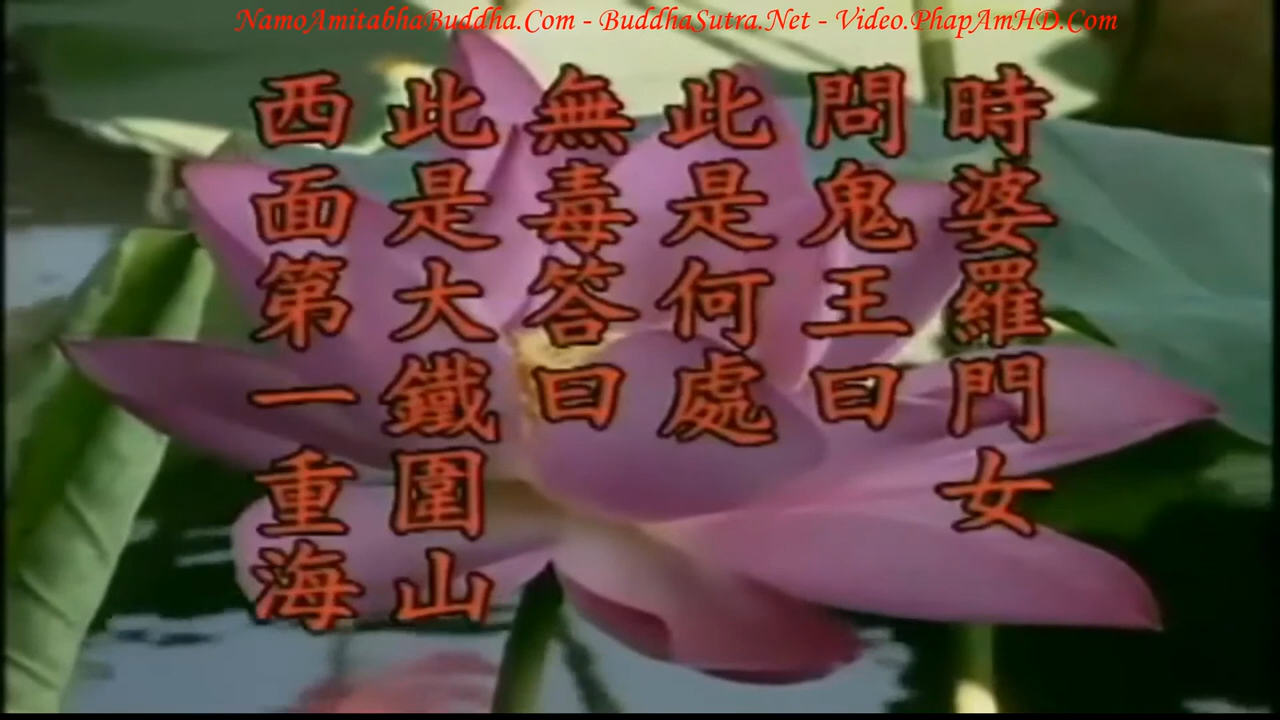 NamoAmitabhaBuddha.Com - BuddhaSutra.Net - Video.PhapAmHD.Com
時婆羅門女
問鬼王曰
此是何處
無毒答曰
此是大鐵圍山
西面第一重海